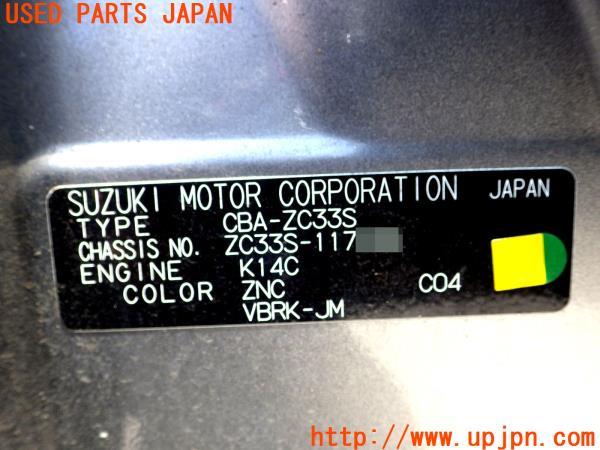 USED PARTS JAPAN
SUZUKI MOTOR CORPORATION JAPAN
TYPE CBA-ZC33S
CHASSIS NO. ZC33S-117
ENGINE K14C
COLOR ZNC C04
VBRK-JM
http://www.upjpn.com